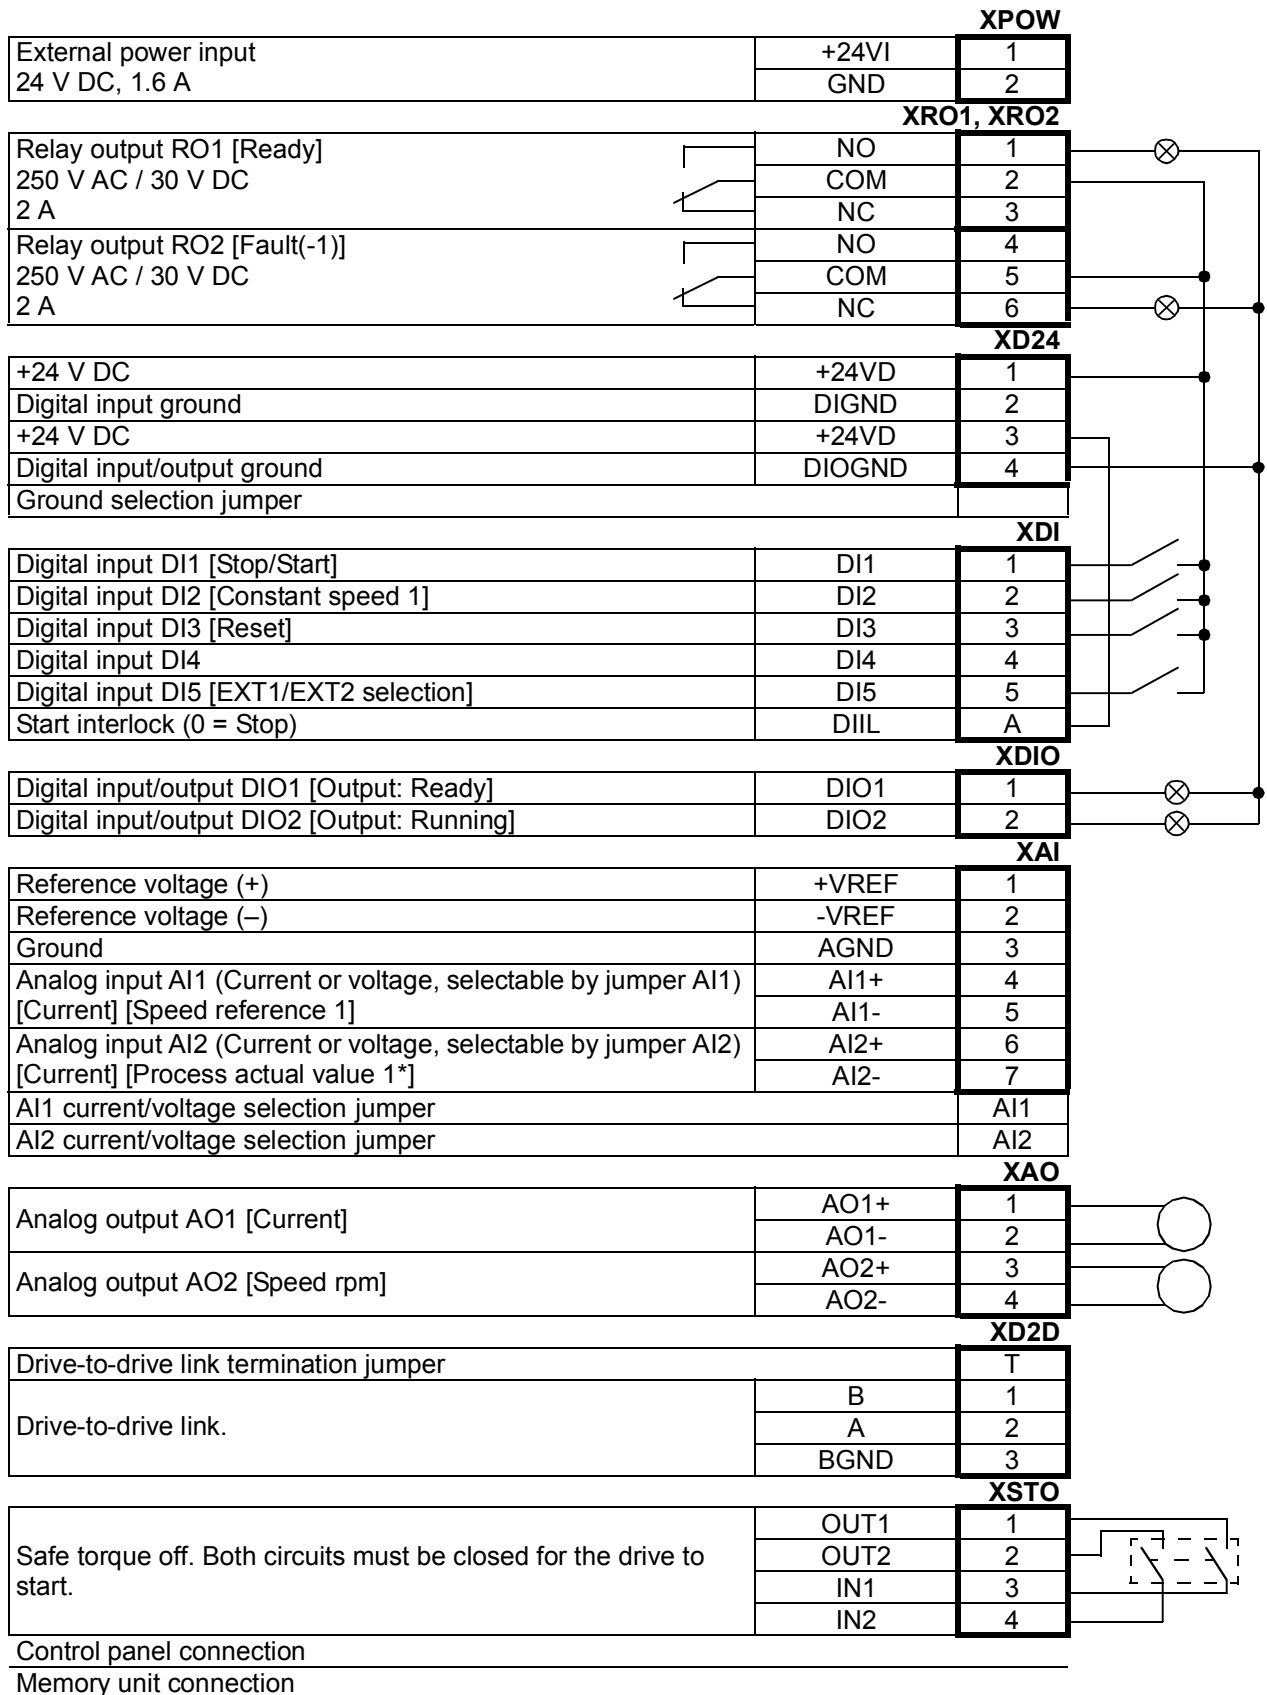 XPOW
External power input
24 V DC, 1.6 A
+24VI 1
GND 2
XRO1, XRO2
Relay output RO1 [Ready]
250 V AC / 30 V DC
2 A
NO 1
COM 2
NC 3
Relay output RO2 [Fault(-1)]
250 V AC / 30 V DC
2 A
NO 4
COM 5
NC 6
XD24
+24 V DC +24VD 1
Digital input ground DIGND 2
+24 V DC +24VD 3
Digital input/output ground DIOGND 4
Ground selection jumper
XDI
Digital input DI1 [Stop/Start] DI1 1
Digital input DI2 [Constant speed 1] DI2 2
Digital input DI3 [Reset] DI3 3
Digital input DI4 DI4 4
Digital input DI5 [EXT1/EXT2 selection] DI5 5
Start interlock (0 = Stop) DIIL A
XDIO
Digital input/output DIO1 [Output: Ready] DIO1 1
Digital input/output DIO2 [Output: Running] DIO2 2
XAI
Reference voltage (+) +VREF 1
Reference voltage (–) -VREF 2
Ground AGND 3
Analog input AI1 (Current or voltage, selectable by jumper AI1)
[Current] [Speed reference 1]
AI1+ 4
AI1- 5
Analog input AI2 (Current or voltage, selectable by jumper AI2)
[Current] [Process actual value 1*]
AI2+ 6
AI2- 7
AI1 current/voltage selection jumper AI1
AI2 current/voltage selection jumper AI2
XAO
Analog output AO1 [Current]
AO1+ 1
AO1- 2
Analog output AO2 [Speed rpm]
AO2+ 3
AO2- 4
XD2D
Drive-to-drive link termination jumper T
Drive-to-drive link.
B 1
A 2
BGND 3
XSTO
Safe torque off. Both circuits must be closed for the drive to
start.
OUT1 1
OUT2 2
IN1 3
IN2 4
Control panel connection
Memory unit connection